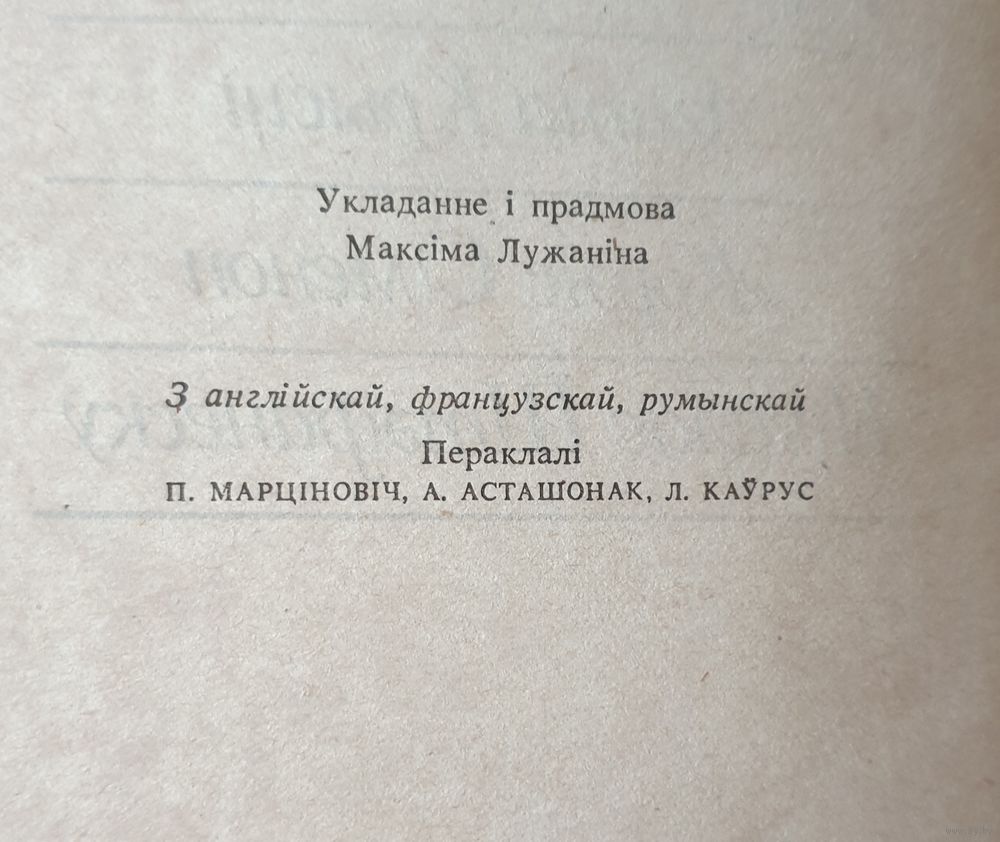 Укладанне і прадмова
Максіма Лужаніна
З англійскай, французскай, румынскай
Пераклалі
П. МАРЦІНОВІЧ, А. АСТАШОНАК, Л. КАЎРУС